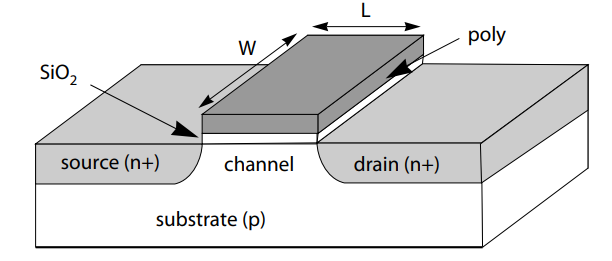 L
W
poly
SiO₂
source (n+)
channel
drain (n+)
substrate (p)